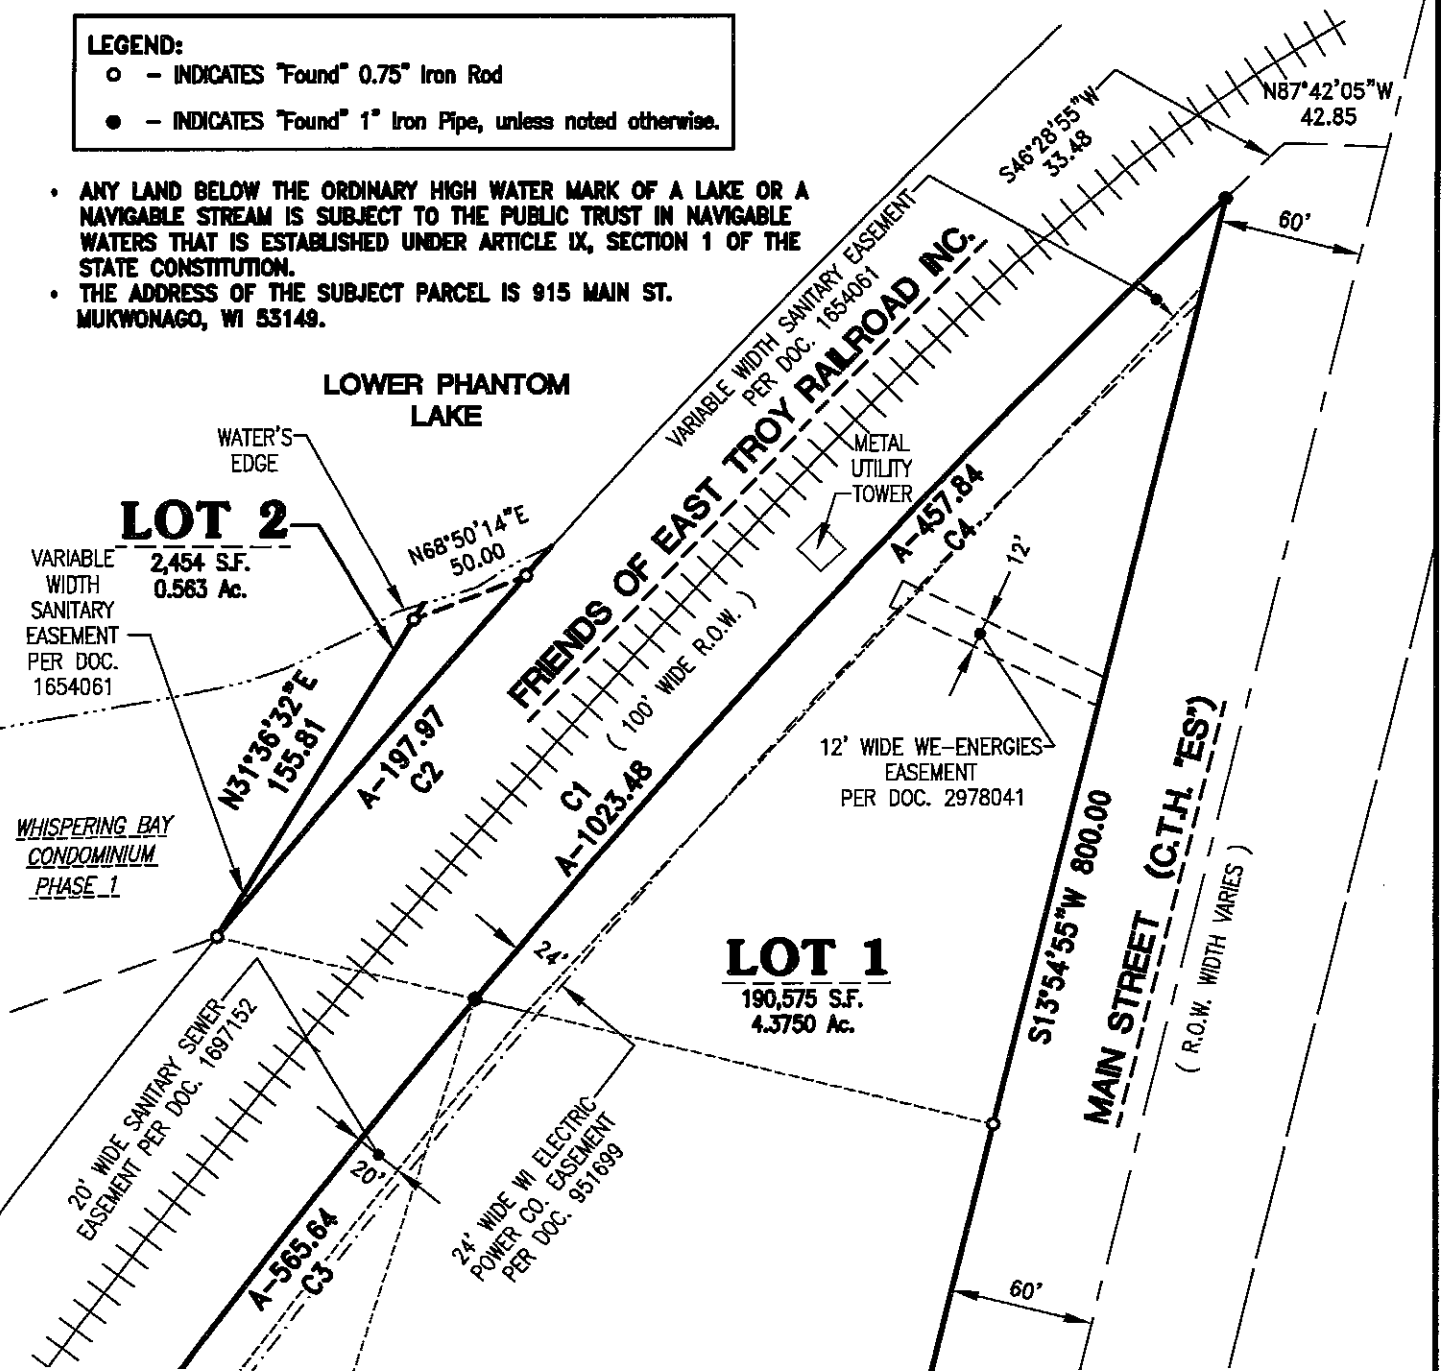 LEGEND:
- INDICATES "Found" 0.75" Iron Rod
- INDICATES "Found" 1" Iron Pipe, unless noted otherwise.
• ANY LAND BELOW THE ORDINARY HIGH WATER MARK OF A LAKE OR A
NAVIGABLE STREAM IS SUBJECT TO THE PUBLIC TRUST IN NAVIGABLE
WATERS THAT IS ESTABLISHED UNDER ARTICLE IX, SECTION 1 OF THE
STATE CONSTITUTION.
• THE ADDRESS OF THE SUBJECT PARCEL IS 915 MAIN ST.
MUKWONAGO, WI 53149.
N87°42'05"W
42.85
S46°28'55"W
33.48
60'
VARIABLE WIDTH SANITARY EASEMENT
PER DOC. 1654061
FRIENDS OF EAST TROY RAILROAD INC.
( 100' WIDE R.O.W. )
LOWER PHANTOM
LAKE
WATER'S
EDGE
METAL
UTILITY
TOWER
A-457.84
C4
LOT 2
2,454 S.F.
0.563 Ac.
N68°50'14"E
50.00
VARIABLE
WIDTH
SANITARY
EASEMENT
PER DOC.
1654061
12'
N31°36'32"E
155.81
A-197.97
C2
C1
A-1023.48
12' WIDE WE-ENERGIES
EASEMENT
PER DOC. 2978041
WHISPERING BAY
CONDOMINIUM
PHASE 1
S13°54'55"W 800.00
MAIN STREET (C.T.H. "ES")
( R.O.W. WIDTH VARIES )
24'
LOT 1
190,575 S.F.
4.3750 Ac.
20' WIDE SANITARY SEWER
EASEMENT PER DOC. 1697152
20'
24' WIDE WI ELECTRIC
POWER CO. EASEMENT
PER DOC. 951699
A-565.64
C3
60'